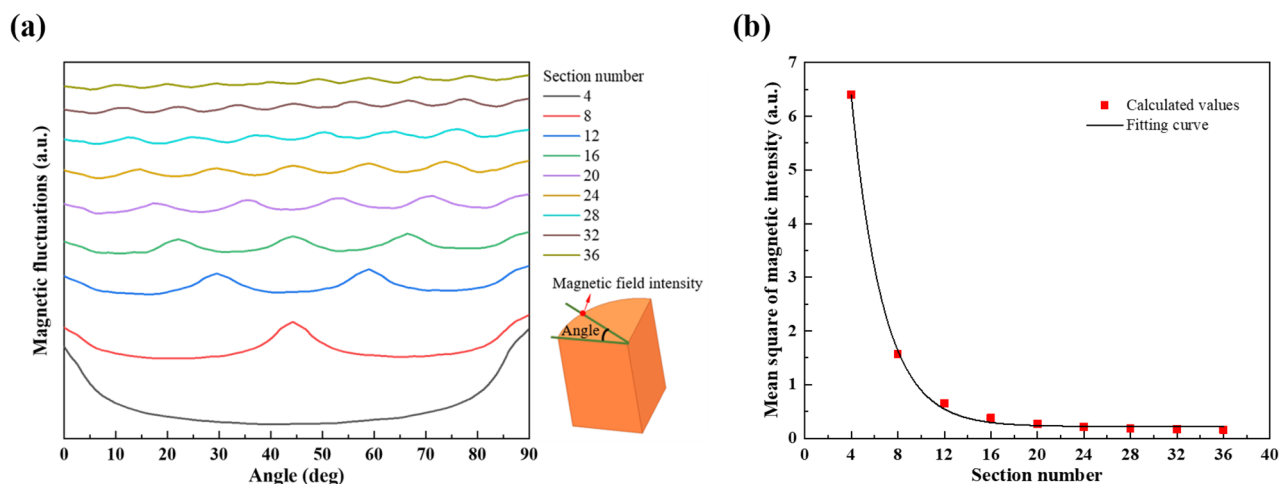 (a)
Magnetic fluctuations (a.u.)
0 10 20 30 40 50 60 70 80 90
Angle (deg)
Section number
4
8
12
16
20
24
28
32
36
Magnetic field intensity
Angle
(b)
Mean square of magnetic intensity (a.u.)
7
6
5
4
3
2
1
0
0 4 8 12 16 20 24 28 32 36 40
Section number
Calculated values
Fitting curve